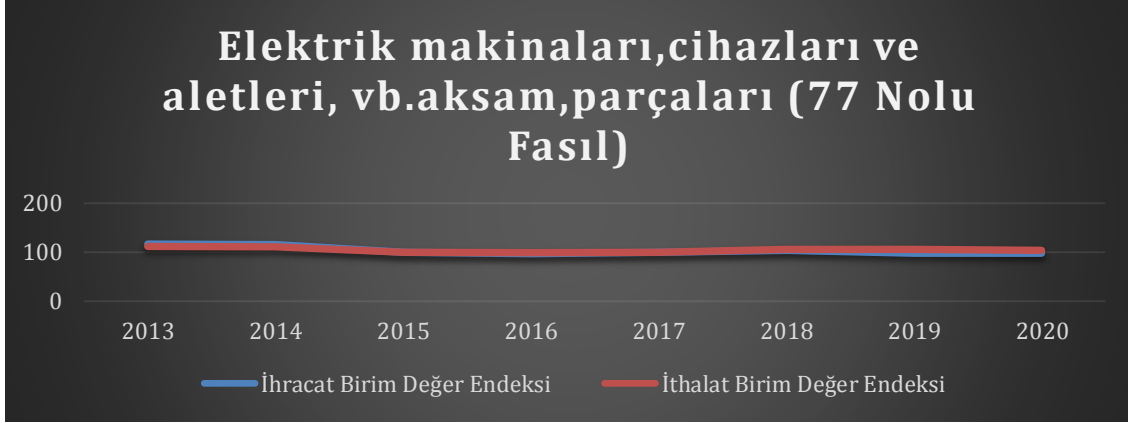 Elektrik makinaları,cihazları ve
aletleri, vb.aksam,parçaları (77 Nolu
Fasıl)
200
100
0
2013 2014 2015 2016 2017 2018 2019 2020
İhracat Birim Değer Endeksi İthalat Birim Değer Endeksi